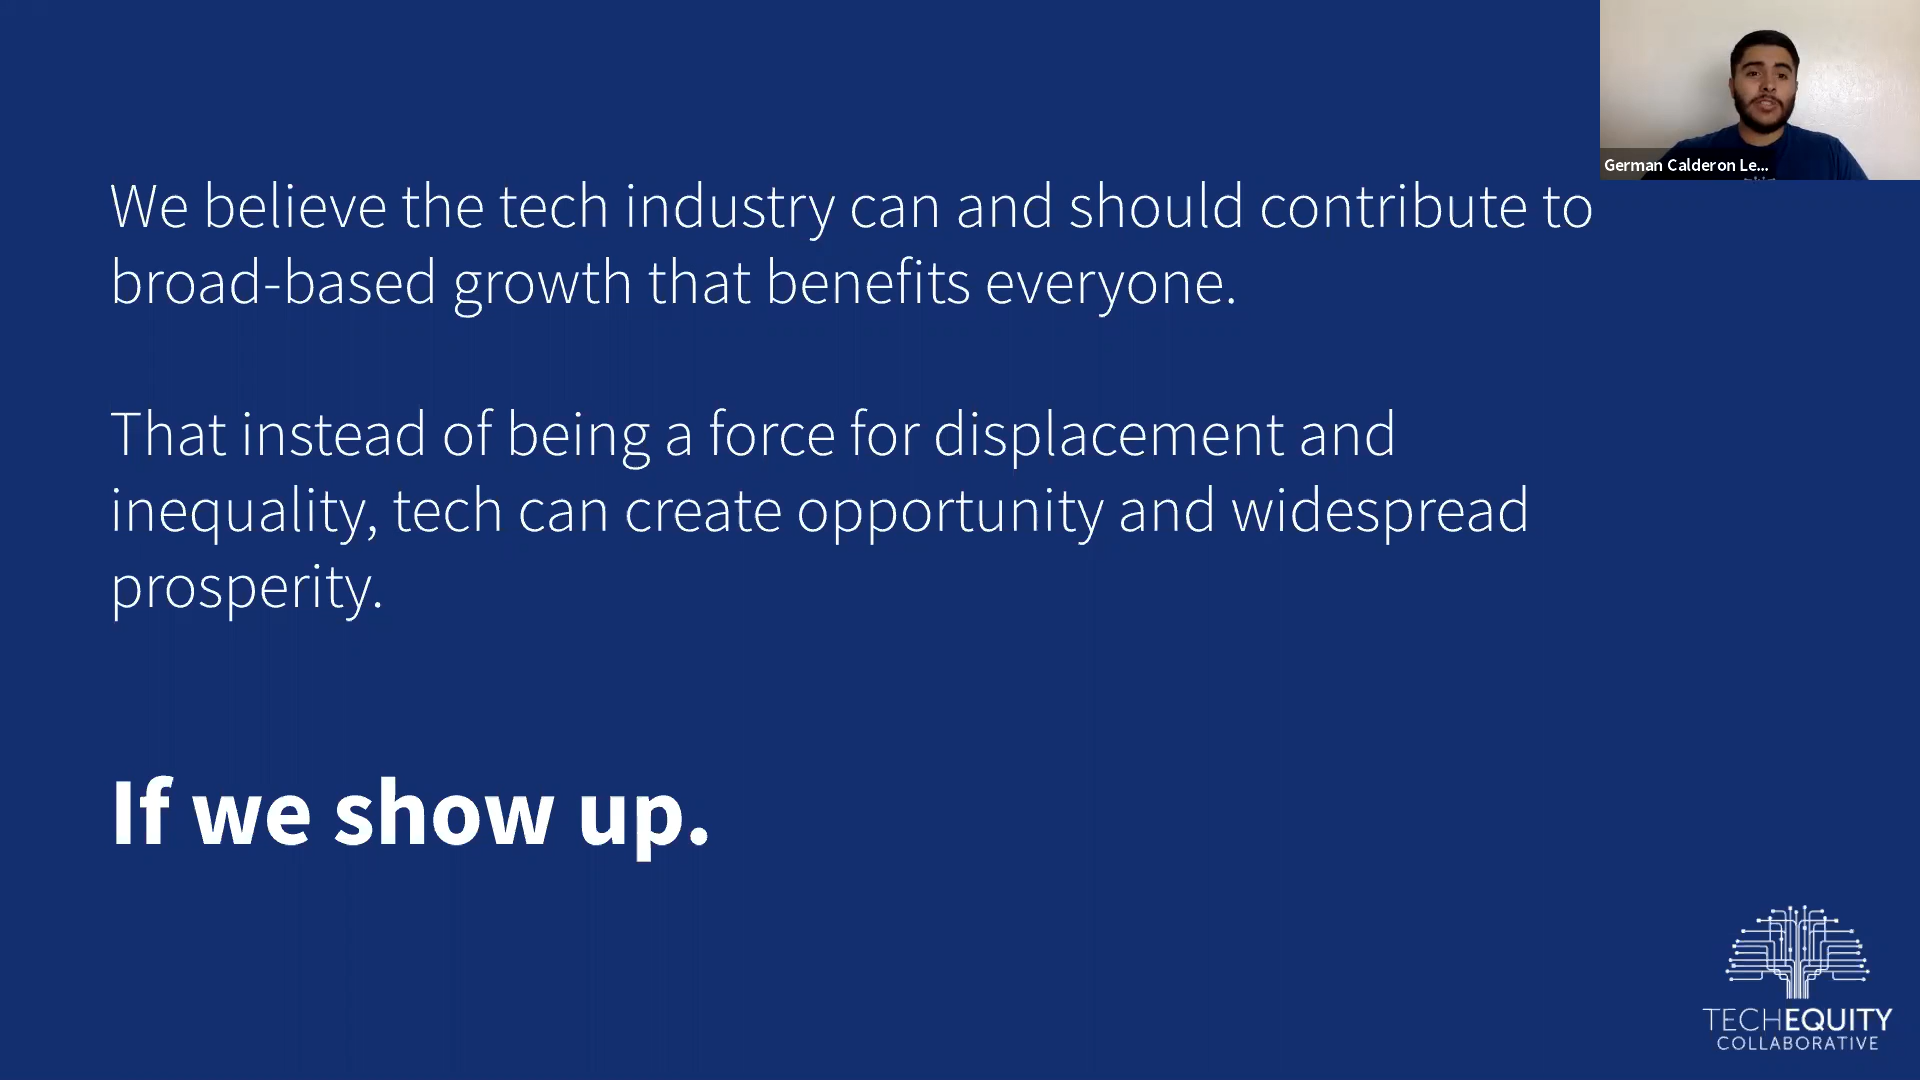 We believe the tech industry can and should contribute to
broad-based growth that benefits everyone.
That instead of being a force for displacement and
inequality, tech can create opportunity and widespread
prosperity.
If we show up.
German Calderon Le...
TECHEQUITY
COLLABORATIVE